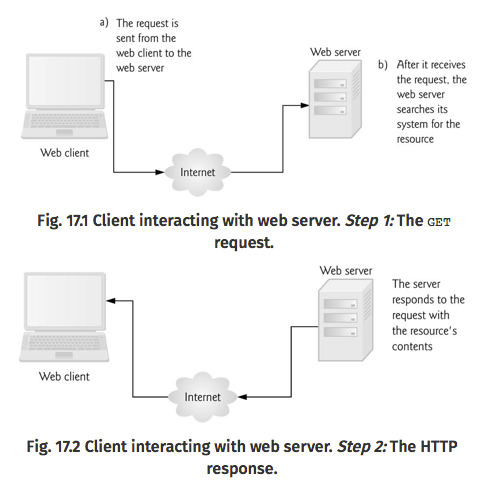 a) The request is
sent from the
web client to the
web server
Web server
b) After it receives
the request, the
web server
searches its
system for the
resource
Web client
Internet
Fig. 17.1 Client interacting with web server. Step 1: The GET
request.
Web server
The server
responds to the
request with
the resource's
contents
Web client
Internet
Fig. 17.2 Client interacting with web server. Step 2: The HTTP
response.